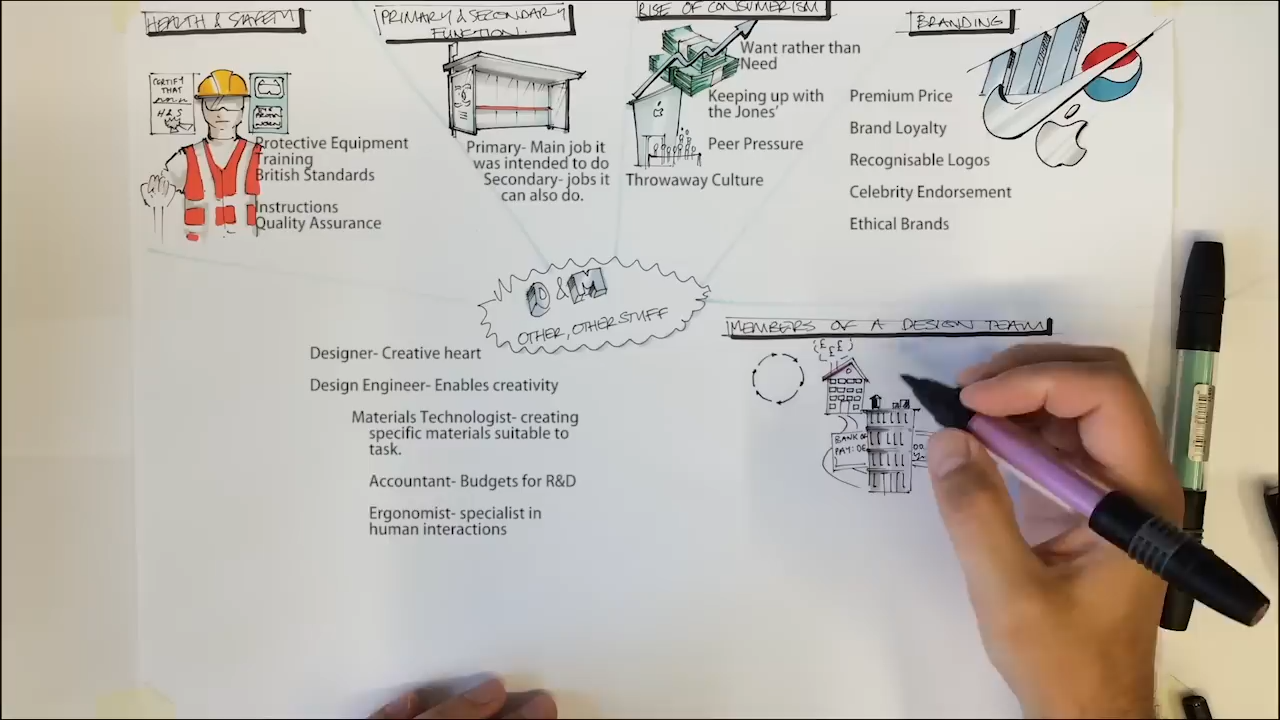 HEALTH & SAFETY
CERTIFY
THAT
H&S
Protective Equipment
Training
British Standards
Instructions
Quality Assurance
PRIMARY & SECONDARY
FUNCTION.
Primary- Main job it
was intended to do
Secondary- jobs it
can also do.
RISE OF CONSUMERISM
Want rather than
Need
Keeping up with
the Jones'
Peer Pressure
Throwaway Culture
BRANDING
Premium Price
Brand Loyalty
Recognisable Logos
Celebrity Endorsement
Ethical Brands
D & M
OTHER, OTHER STUFF
Designer- Creative heart
Design Engineer- Enables creativity
Materials Technologist- creating
specific materials suitable to
task.
Accountant- Budgets for R&D
Ergonomist- specialist in
human interactions
MEMBERS OF A DESIGN TEAM
£££
BANK OF
PAY: DE